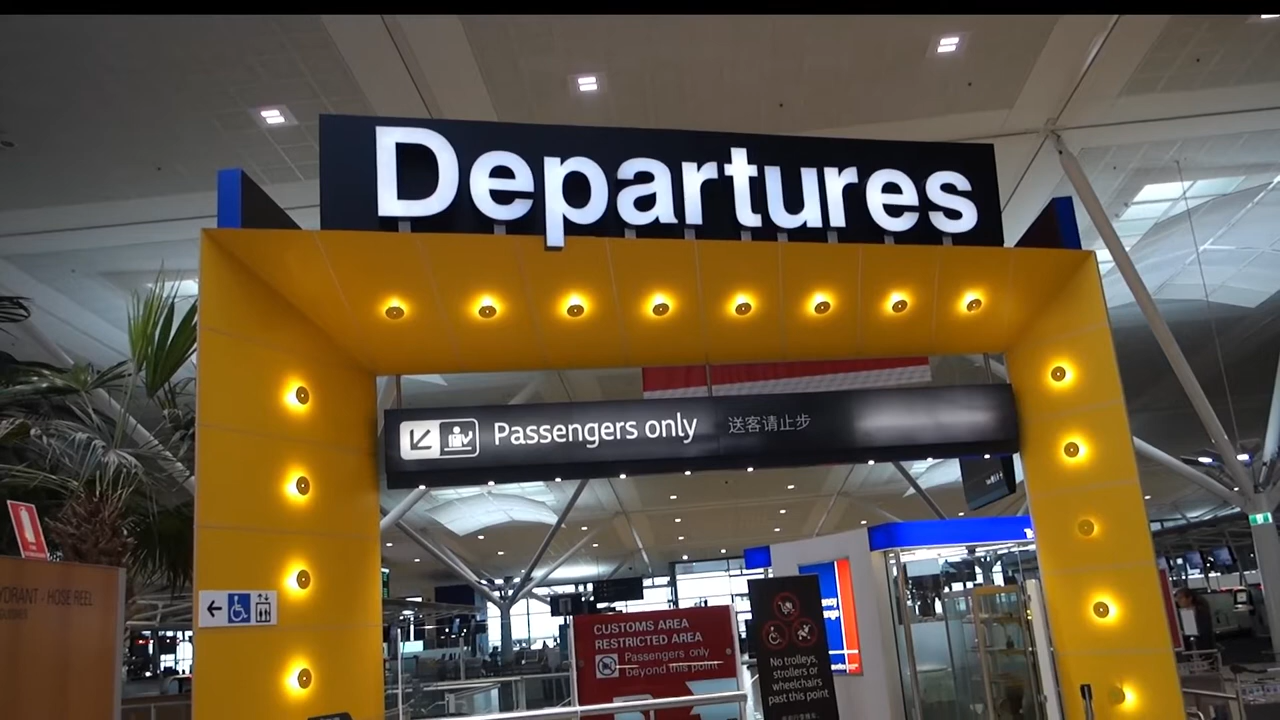 Departures
Passengers only 送客请止步
YDRANT - HOSE REEL
CUSTOMS AREA
RESTRICTED AREA
Passengers only
beyond this point
No trolleys,
strollers or
wheelchairs
past this point